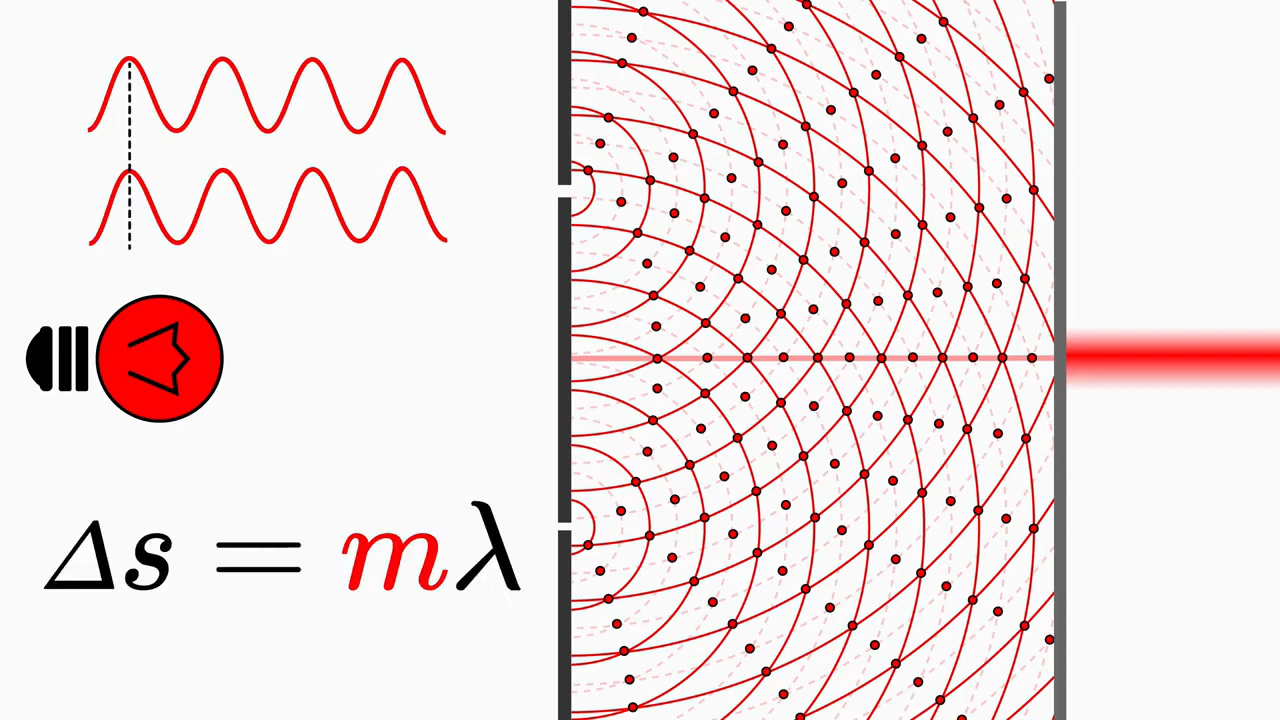 Δs = mλ